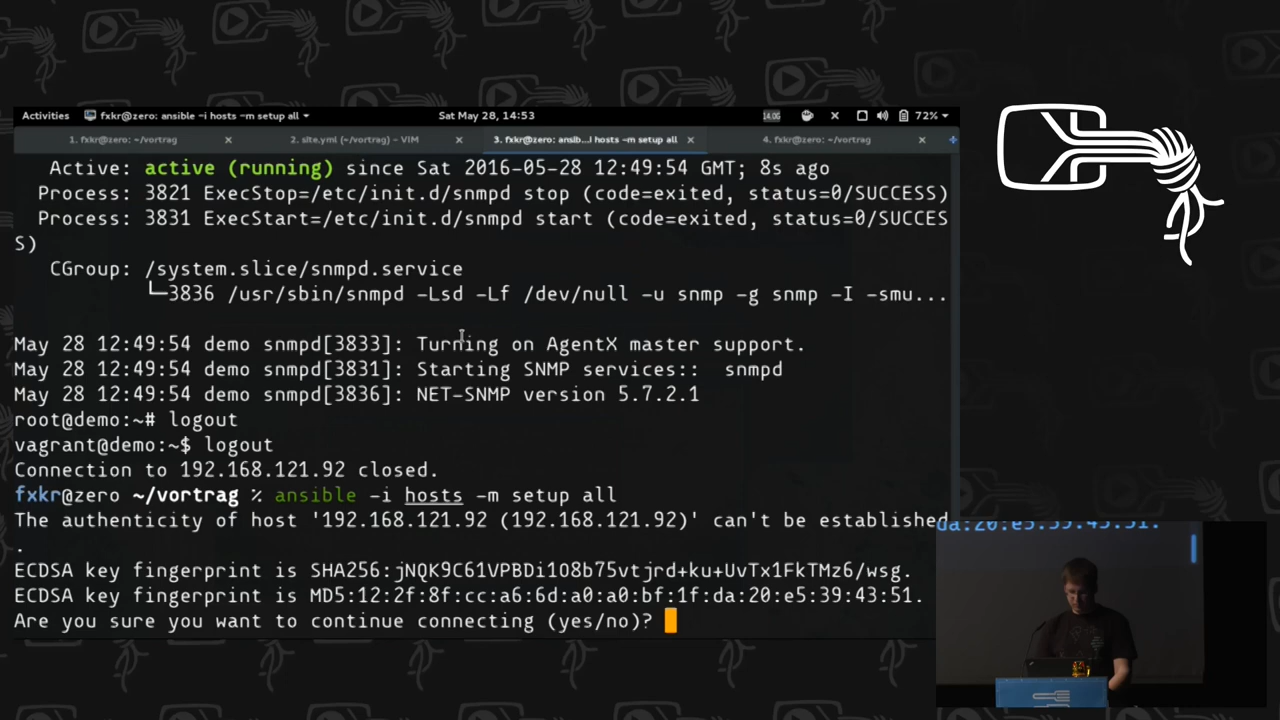 Activities fxkr@zero: ansible -i hosts -m setup all Sat May 28, 14:53 72%
1. fxkr@zero: ~/vortrag 2. site.yml (~/vortrag) - VIM 3. fxkr@zero: ansib...i hosts -m setup all 4. fxkr@zero: ~/vortrag
Active: active (running) since Sat 2016-05-28 12:49:54 GMT; 8s ago
Process: 3821 ExecStop=/etc/init.d/snmpd stop (code=exited, status=0/SUCCESS)
Process: 3831 ExecStart=/etc/init.d/snmpd start (code=exited, status=0/SUCCES
S)
CGroup: /system.slice/snmpd.service
└─3836 /usr/sbin/snmpd -Lsd -Lf /dev/null -u snmp -g snmp -I -smu...
May 28 12:49:54 demo snmpd[3833]: Turning on AgentX master support.
May 28 12:49:54 demo snmpd[3831]: Starting SNMP services:: snmpd
May 28 12:49:54 demo snmpd[3836]: NET-SNMP version 5.7.2.1
root@demo:~# logout
vagrant@demo:~$ logout
Connection to 192.168.121.92 closed.
fxkr@zero ~/vortrag % ansible -i hosts -m setup all
The authenticity of host '192.168.121.92 (192.168.121.92)' can't be established
.
ECDSA key fingerprint is SHA256:jNQK9C61VPBDi1O8b75vtjrd+ku+UvTx1FkTMz6/wsg.
ECDSA key fingerprint is MD5:12:2f:8f:cc:a6:6d:a0:a0:bf:1f:da:20:e5:39:43:51.
Are you sure you want to continue connecting (yes/no)?
da:20:e5:39:43:51.